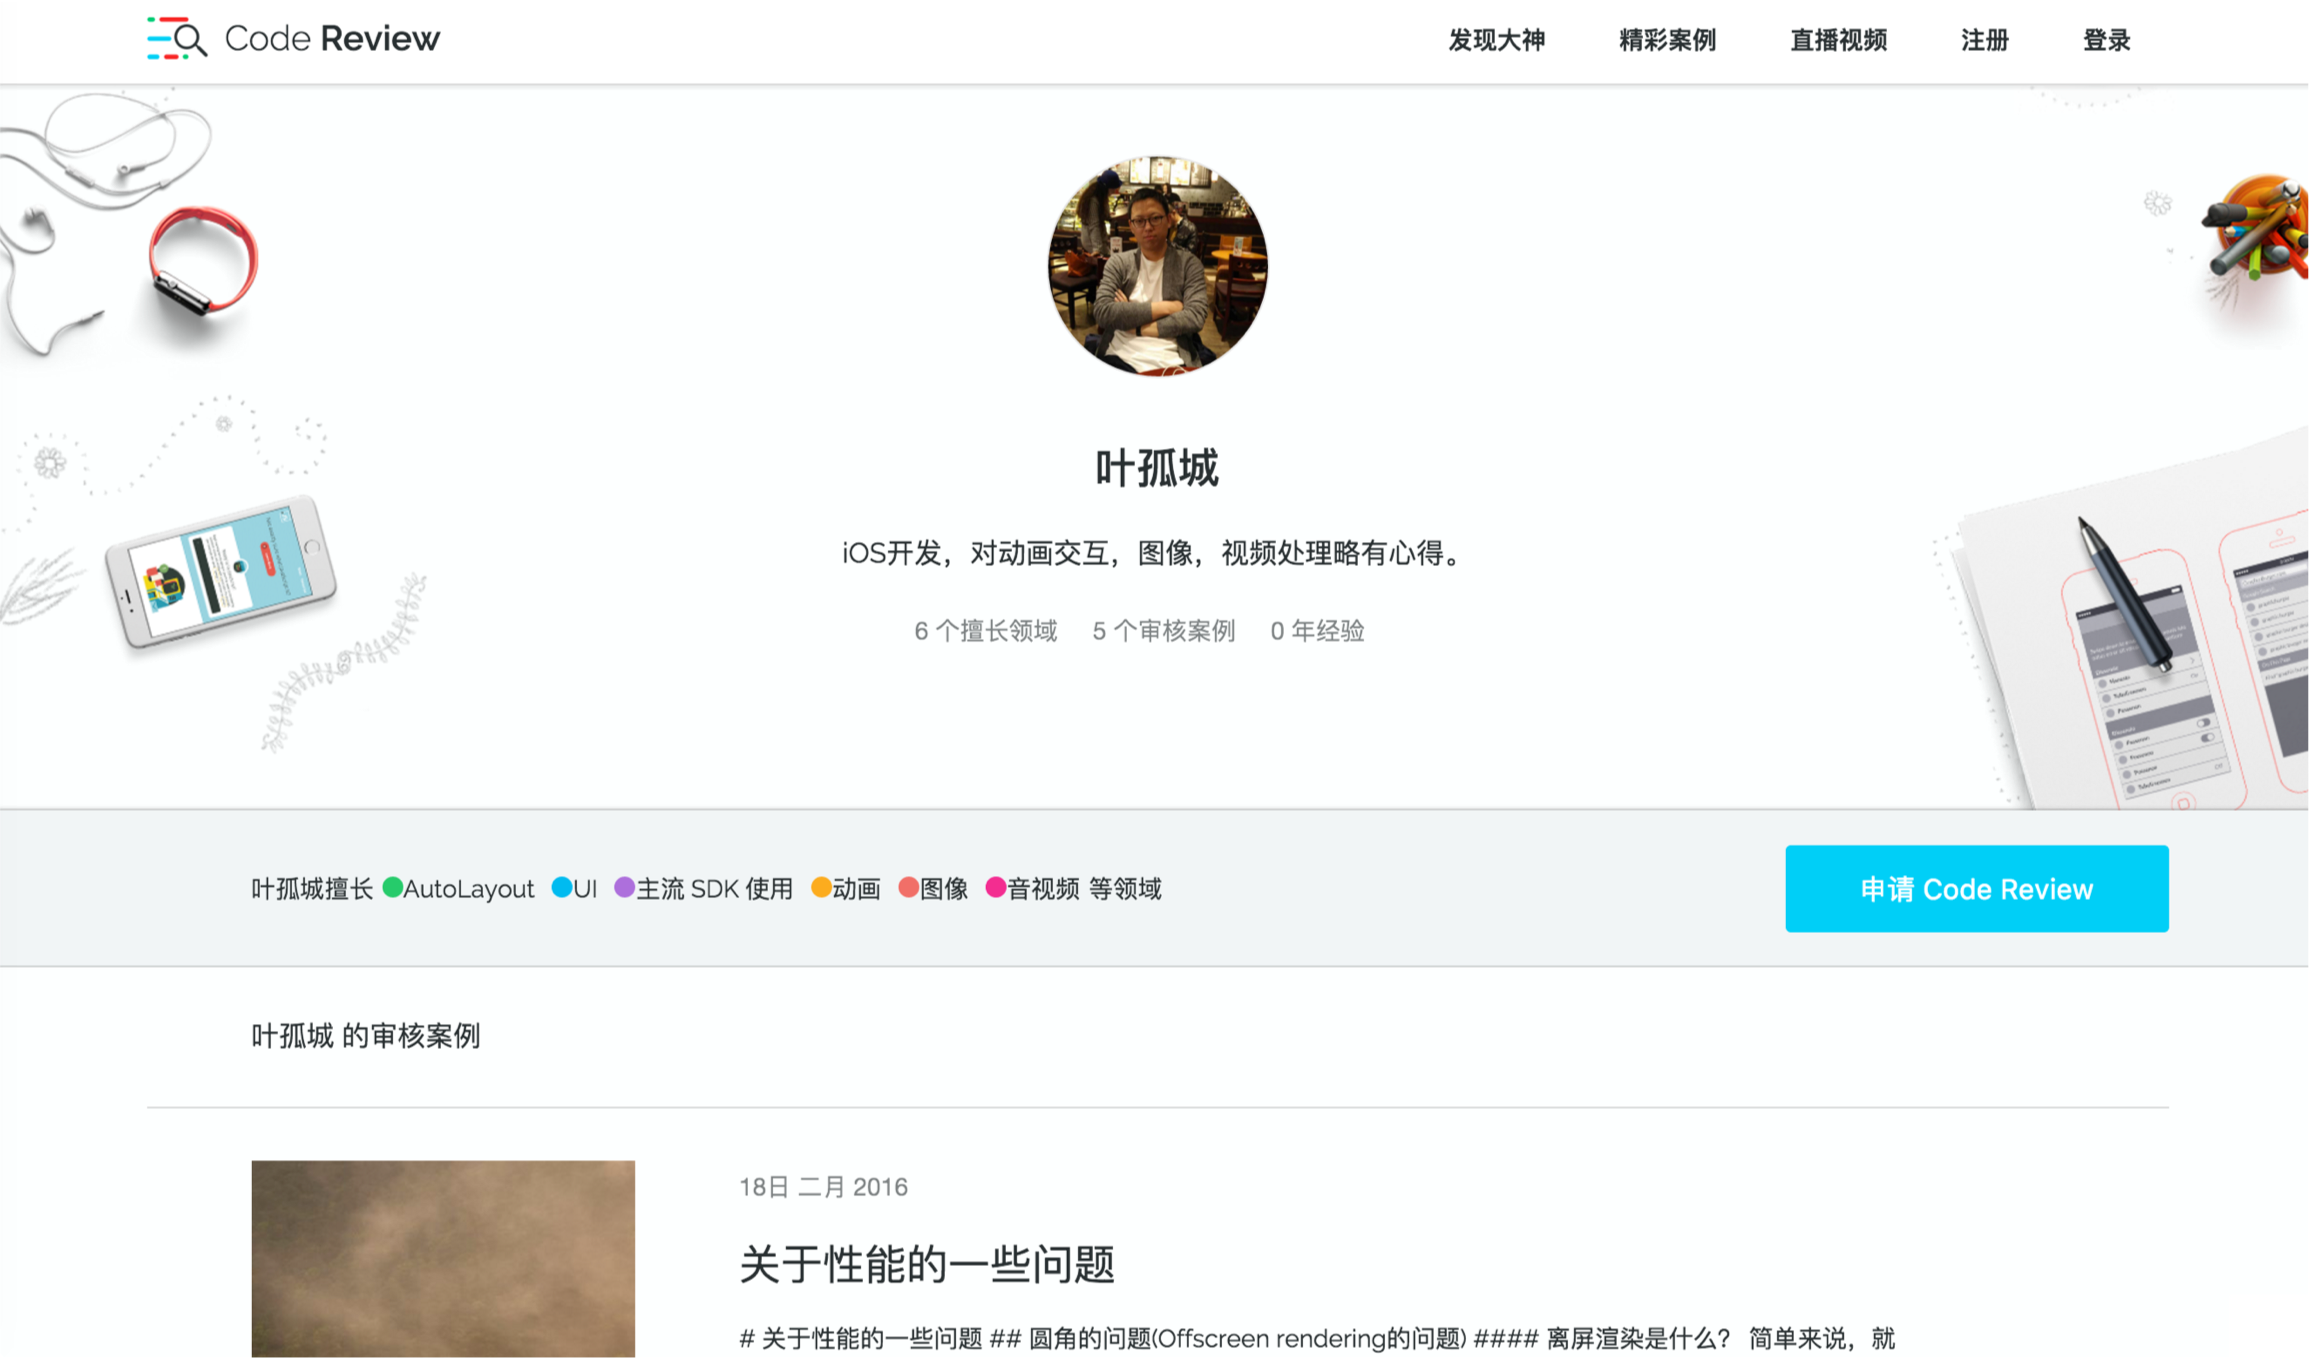 Code Review
发现大神 精彩案例 直播视频 注册 登录
叶孤城
iOS开发，对动画交互，图像，视频处理略有心得。
6 个擅长领域 5 个审核案例 0 年经验
叶孤城擅长 AutoLayout UI 主流 SDK 使用 动画 图像 音视频 等领域
申请 Code Review
叶孤城 的审核案例
18日 二月 2016
关于性能的一些问题
# 关于性能的一些问题 ## 圆角的问题(Offscreen rendering的问题) #### 离屏渲染是什么？ 简单来说，就